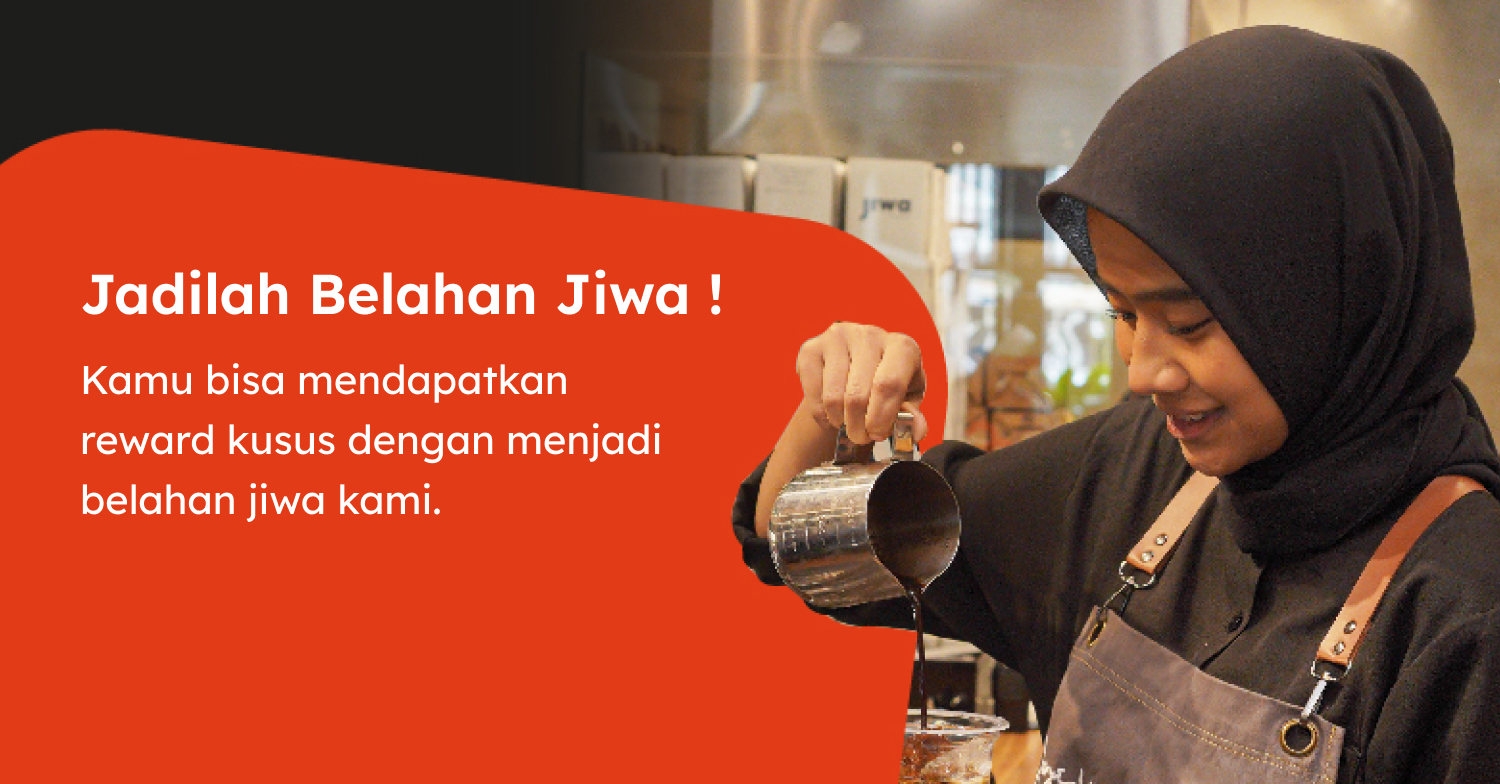 jiwa
Jadilah Belahan Jiwa !
Kamu bisa mendapatkan
reward kusus dengan menjadi
belahan jiwa kami.